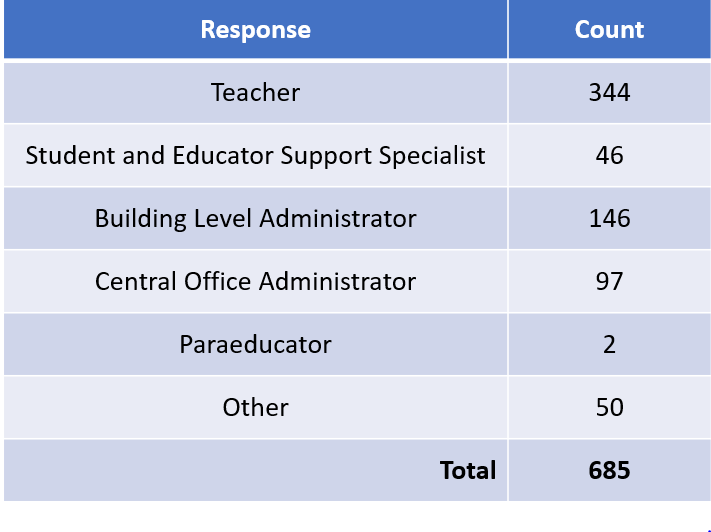 Response Count
Teacher 344
Student and Educator Support Specialist 46
Building Level Administrator 146
Central Office Administrator 97
Paraeducator 2
Other 50
Total 685